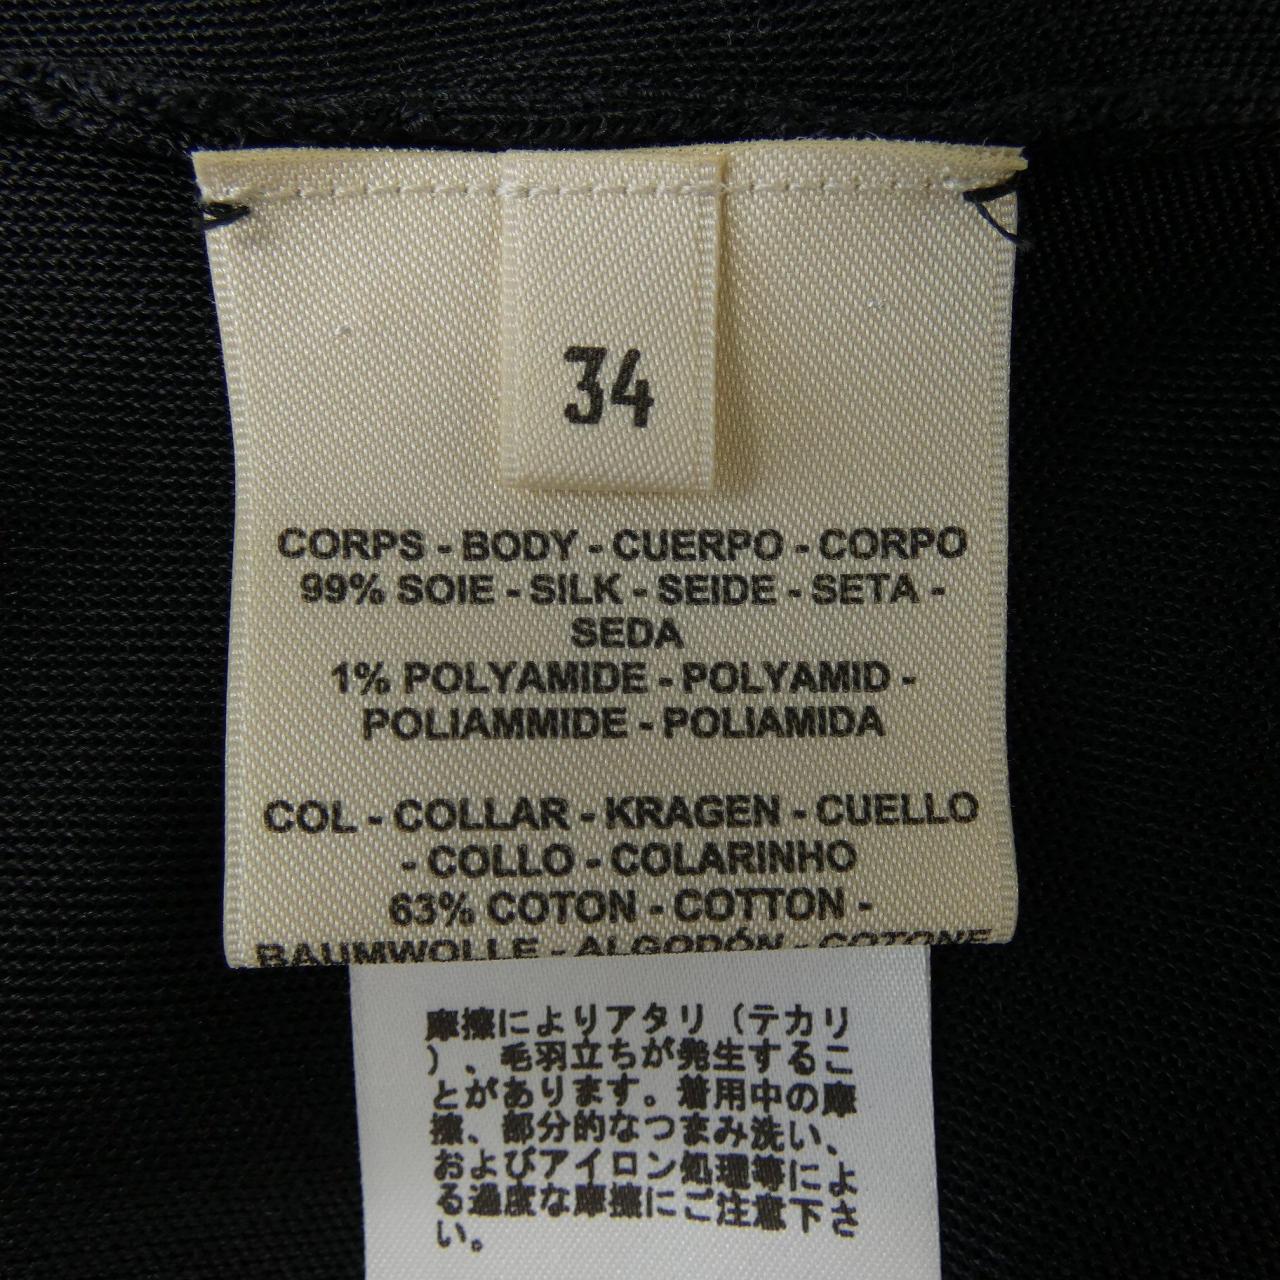 34
CORPS - BODY - CUERPO - CORPO
99% SOIE - SILK - SEIDE - SETA -
SEDA
1% POLYAMIDE - POLYAMID -
POLIAMMIDE - POLIAMIDA
COL - COLLAR - KRAGEN - CUELLO
- COLLO - COLARINHO
63% COTON - COTTON -
BAUMWOLLE - ALGODÓN - COTONE
摩擦によりアタリ（テカリ
）、毛羽立ちが発生するこ
とがあります。着用中の摩
擦、部分的なつまみ洗い、
およびアイロン処理等によ
る過度な摩擦にご注意下さ
い。